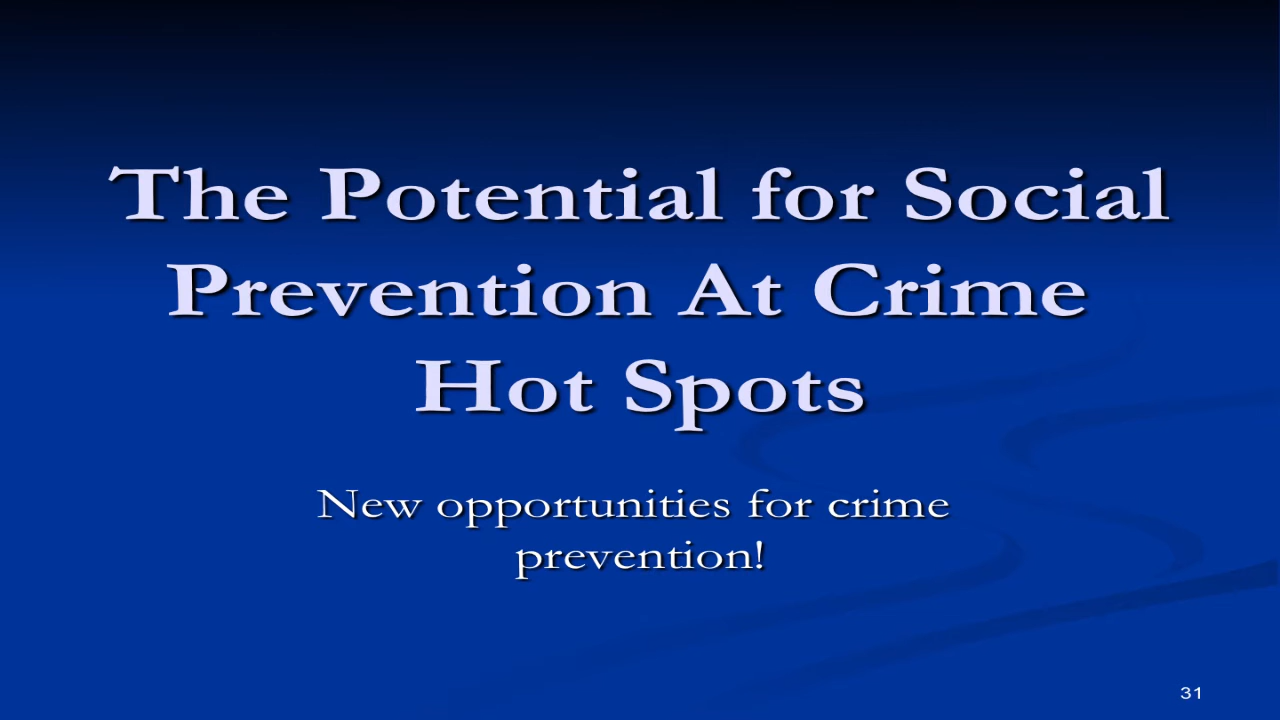 The Potential for Social
Prevention At Crime
Hot Spots
New opportunities for crime
prevention!
31